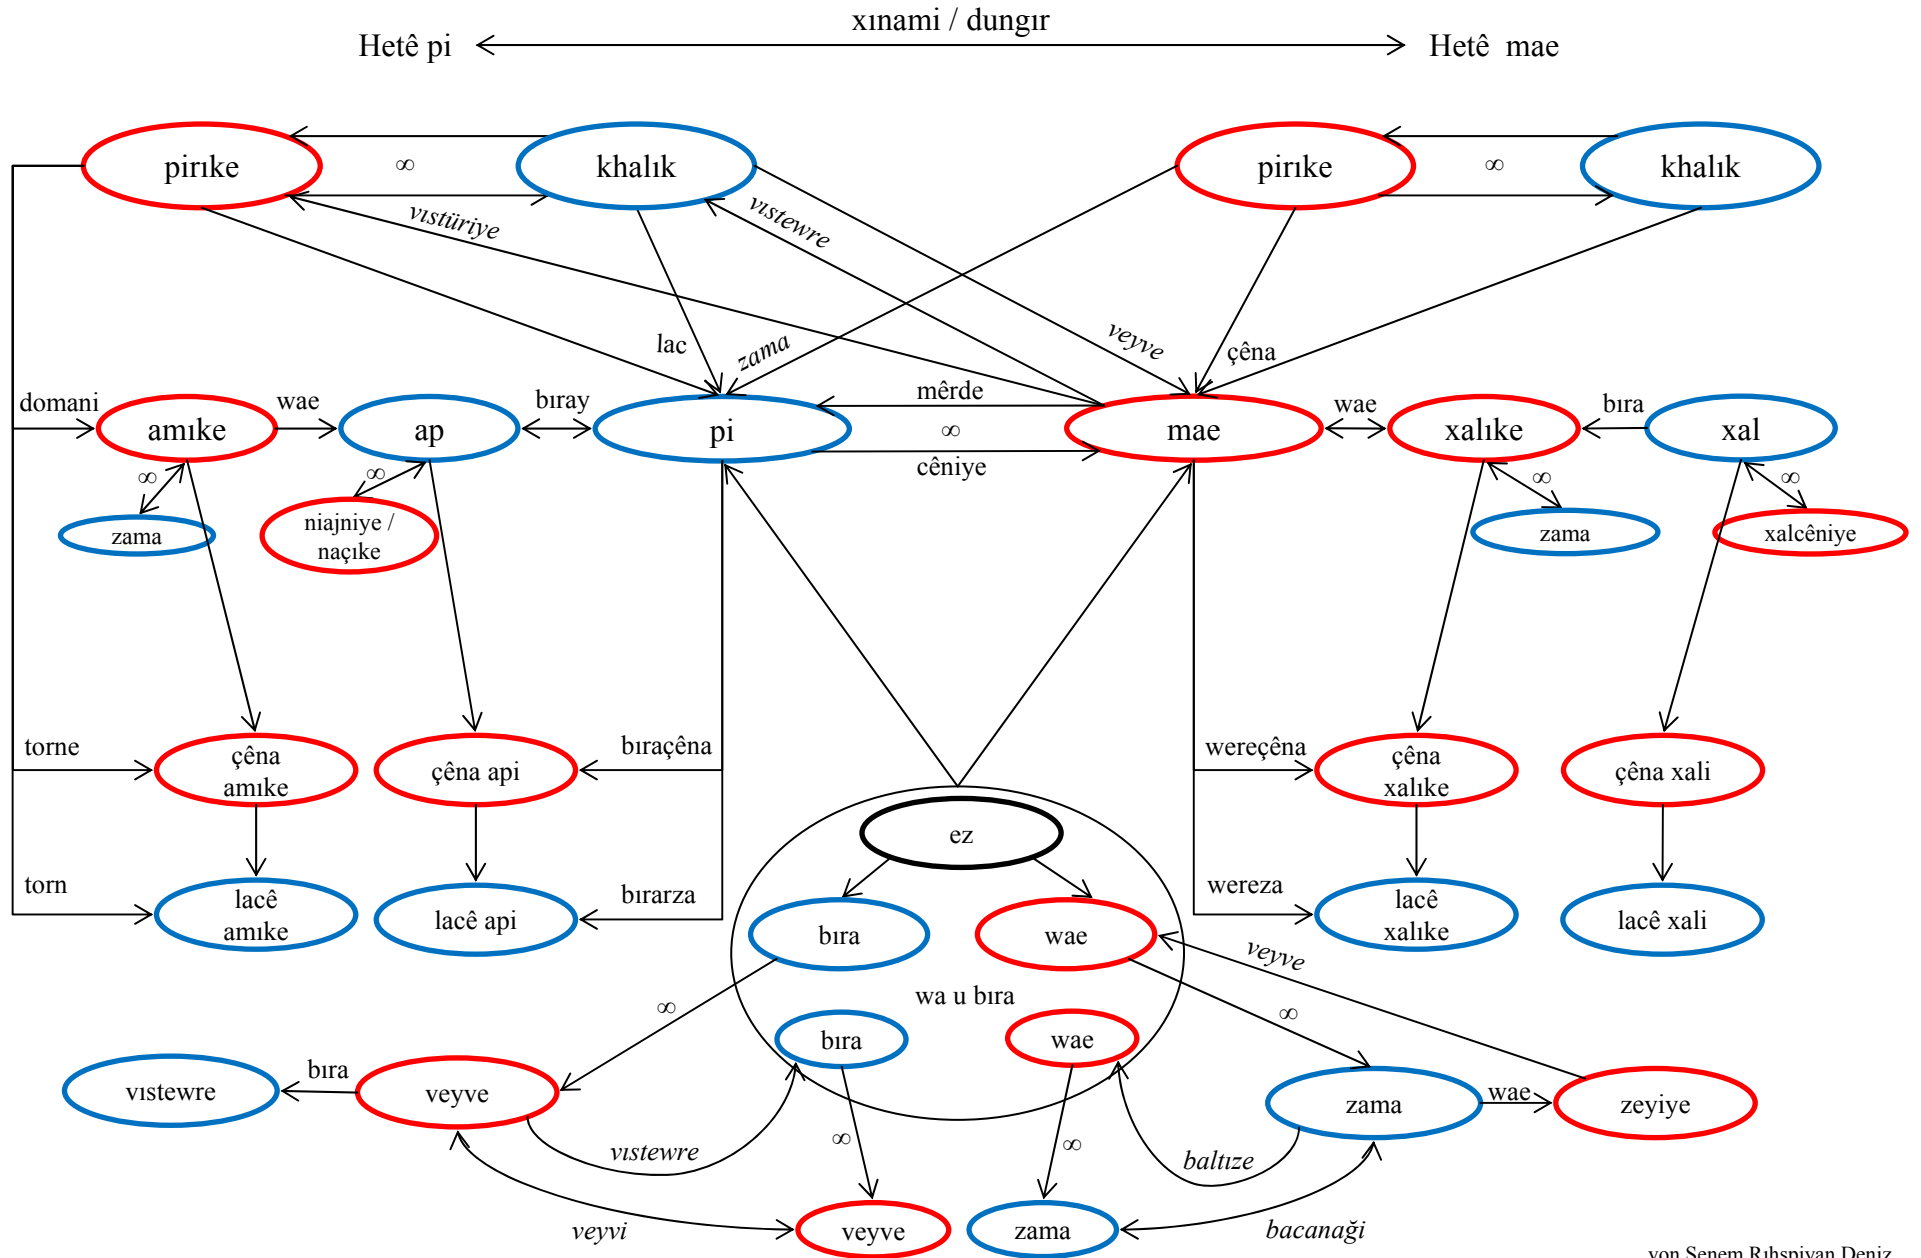 xınami / dungır
Hetê pi
Hetê mae
pirıke
∞
khalık
pirıke
∞
khalık
vıstüriye
vıstewre
lac
zama
veyve
çêna
domani
amıke
wae
ap
bıray
pi
mêrde
∞
cêniye
mae
wae
xalıke
bıra
xal
∞
zama
∞
niajniye /
naçıke
∞
zama
∞
xalcêniye
torne
çêna
amıke
çêna api
bıraçêna
wereçêna
çêna
xalıke
çêna xali
ez
torn
lacê
amıke
lacê api
bırarza
wereza
lacê
xalıke
lacê xali
bıra
wae
veyve
wa u bıra
∞
∞
bıra
wae
vıstewre
bıra
veyve
zama
wae
zeyiye
vıstewre
∞
∞
baltıze
veyvi
veyve
zama
bacanaği
von Senem Rıhspiyan Deniz